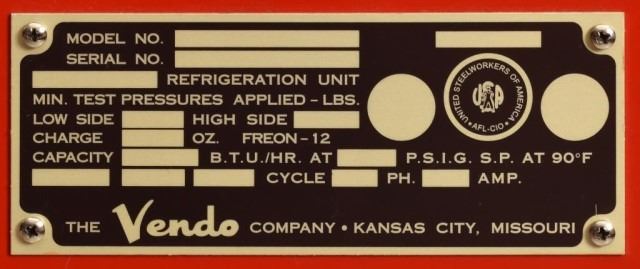 MODEL NO.
SERIAL NO.
REFRIGERATION UNIT
MIN. TEST PRESSURES APPLIED – LBS.
LOW SIDE HIGH SIDE
CHARGE OZ. FREON-12
CAPACITY B.T.U./HR. AT P.S.I.G. S.P. AT 90°F
CYCLE PH. AMP.
UNITED STEELWORKERS OF AMERICA
• AFL-CIO •
THE Vendo COMPANY • KANSAS CITY, MISSOURI